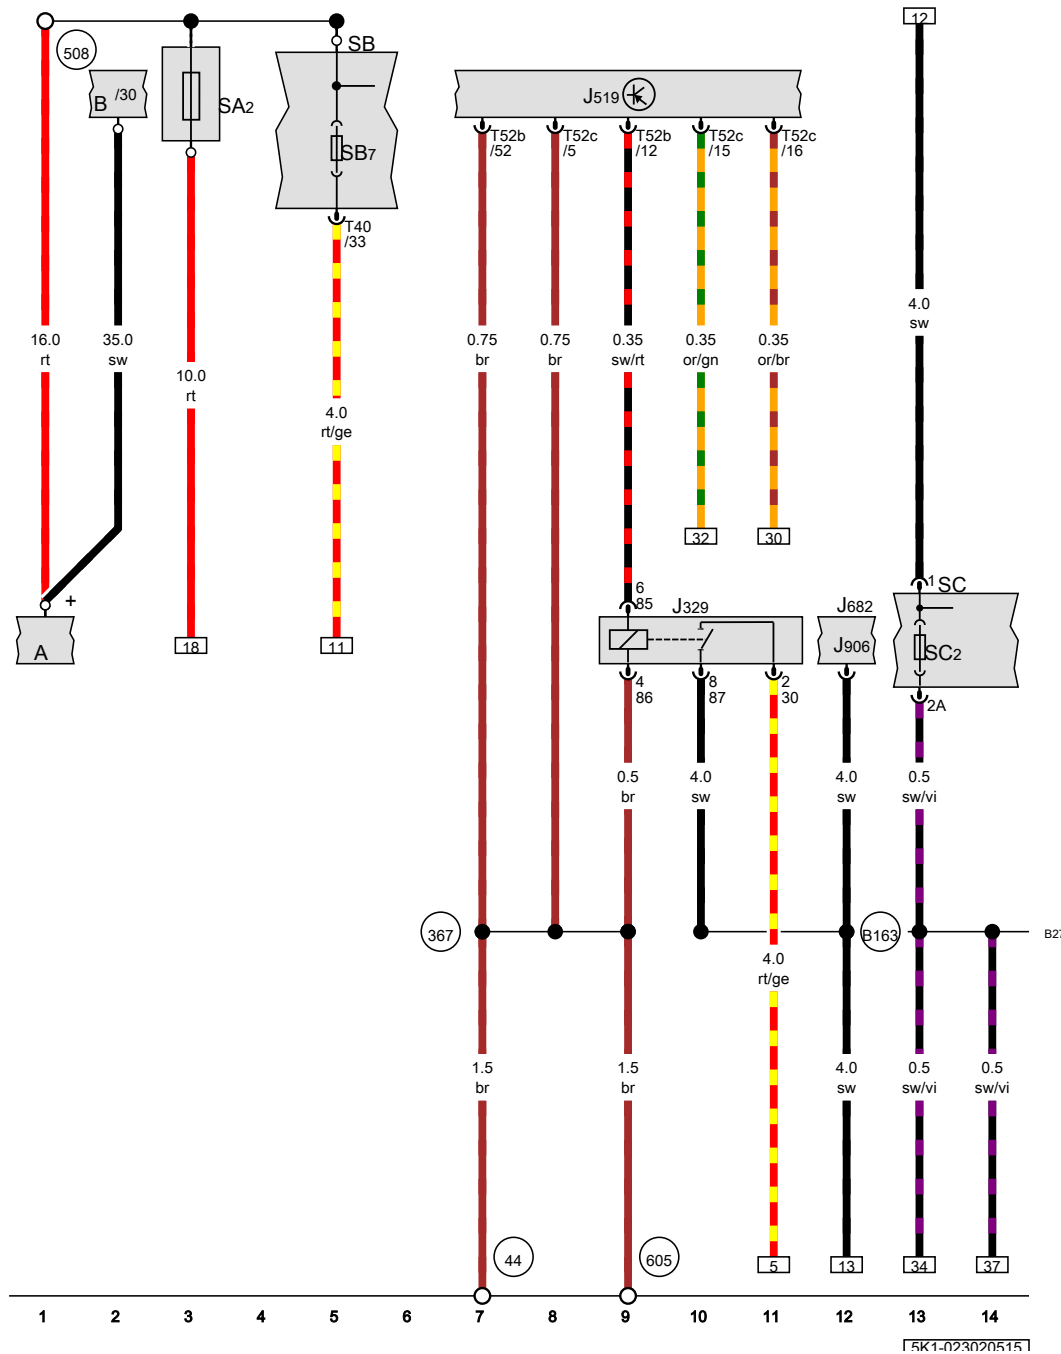 12
508
SB
B /30
SA2
J519
SB7
T52b
/52
T52c
/5
T52b
/12
T52c
/15
T52c
/16
T40
/33
4.0
sw
16.0
rt
35.0
sw
10.0
rt
4.0
rt/ge
0.75
br
0.75
br
0.35
sw/rt
0.35
or/gn
0.35
or/br
32
30
+
A
18
11
6
85
J329
J682
J906
1
SC
SC2
4
86
8
87
2
30
2A
0.5
br
4.0
sw
4.0
sw
0.5
sw/vi
367
B163
4.0
rt/ge
1.5
br
1.5
br
4.0
sw
0.5
sw/vi
0.5
sw/vi
44
605
5
13
34
37
1 2 3 4 5 6 7 8 9 10 11 12 13 14
5K1-023020515